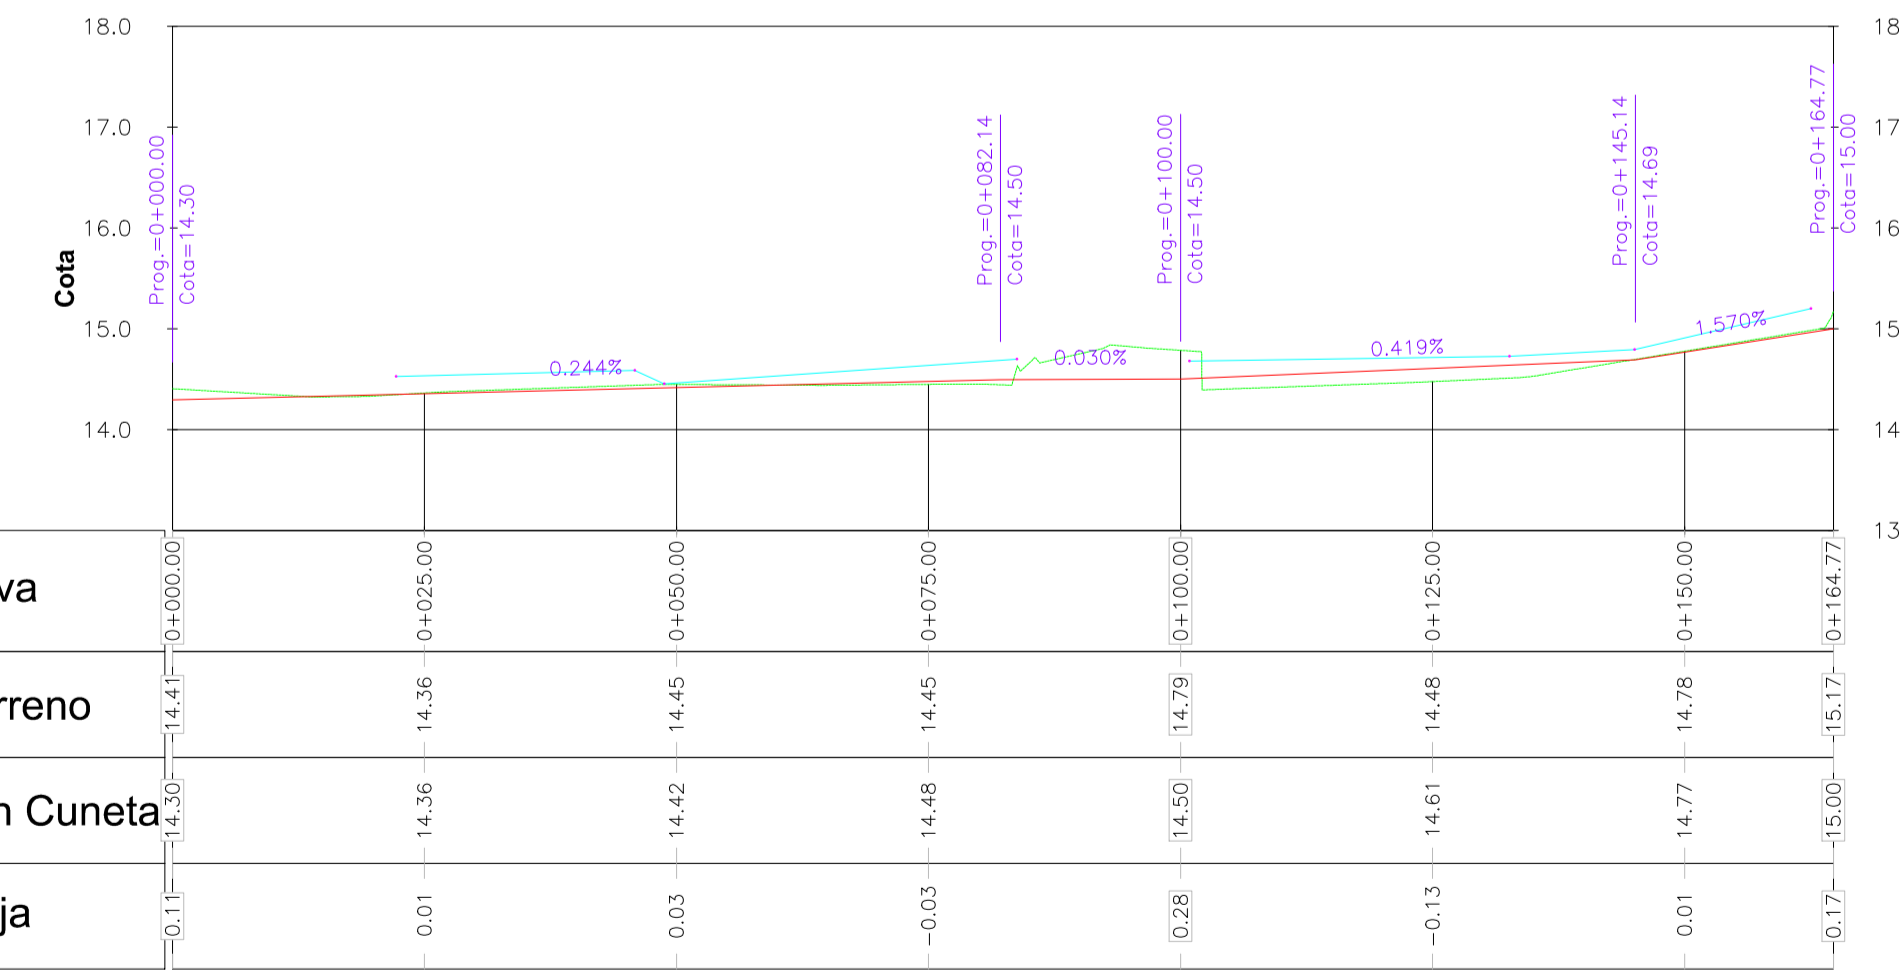 18.0
18
17.0
17
16.0
16
15.0
15
14.0
14
13
Cota
Prog.=0+000.00
Cota=14.30
Prog.=0+082.14
Cota=14.50
Prog.=0+100.00
Cota=14.50
Prog.=0+145.14
Cota=14.69
Prog.=0+164.77
Cota=15.00
0.244%
0.030%
0.419%
1.570%
va 0+000.00 0+025.00 0+050.00 0+075.00 0+100.00 0+125.00 0+150.00 0+164.77
rreno 14.41 14.36 14.45 14.45 14.79 14.48 14.78 15.17
n Cuneta 14.30 14.36 14.42 14.48 14.50 14.61 14.77 15.00
ja 0.11 0.01 0.03 -0.03 0.28 -0.13 0.01 0.17